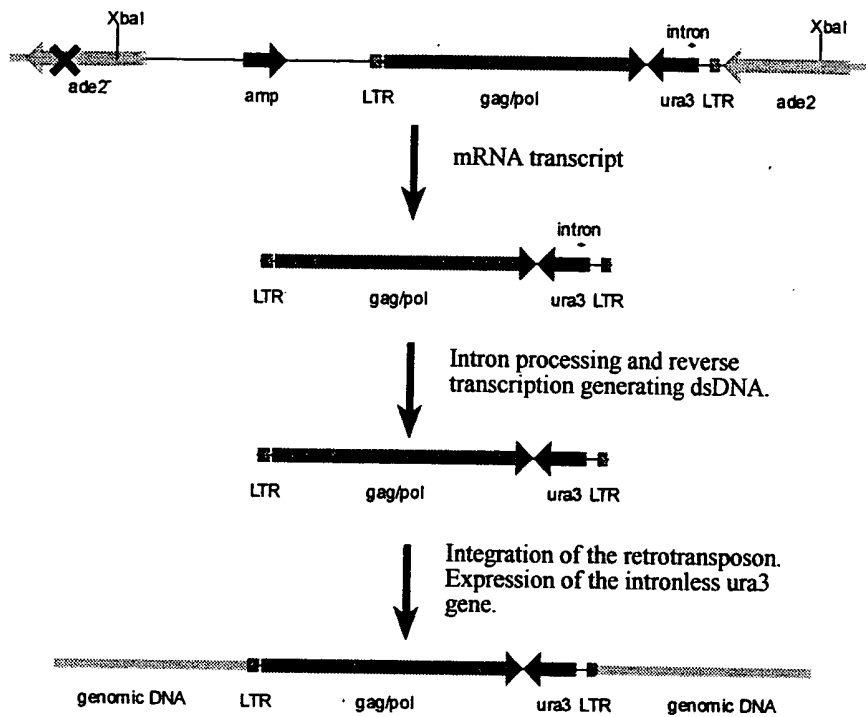 XbaI
intron
XbaI
ade2-
amp
LTR
gag/pol
ura3 LTR
ade2
mRNA transcript
intron
LTR
gag/pol
ura3 LTR
Intron processing and reverse
transcription generating dsDNA.
LTR
gag/pol
ura3 LTR
Integration of the retrotransposon.
Expression of the intronless ura3
gene.
genomic DNA
LTR
gag/pol
ura3 LTR
genomic DNA